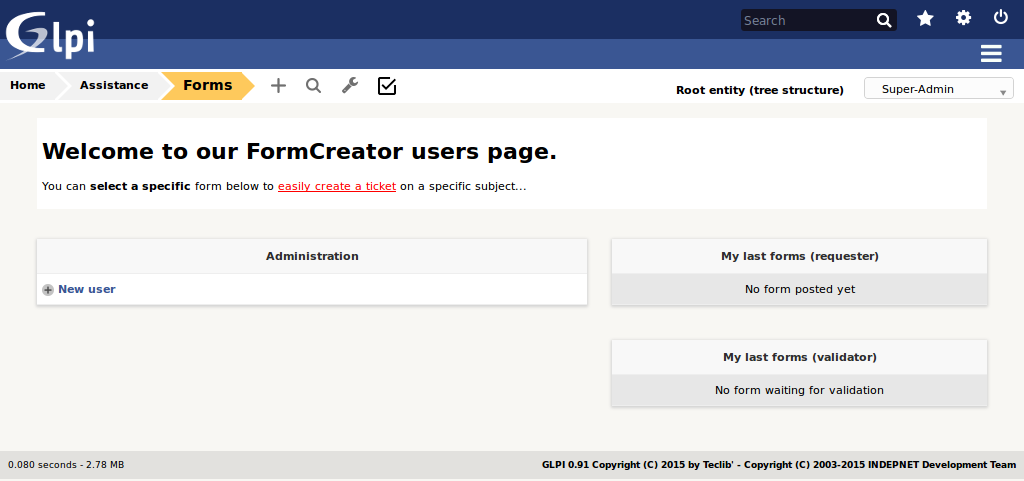 Glpi
Search
Home
Assistance
Forms
Root entity (tree structure)
Super-Admin
Welcome to our FormCreator users page.
You can select a specific form below to easily create a ticket on a specific subject...
Administration
New user
My last forms (requester)
No form posted yet
My last forms (validator)
No form waiting for validation
0.080 seconds - 2.78 MB
GLPI 0.91 Copyright (C) 2015 by Teclib' - Copyright (C) 2003-2015 INDEPNET Development Team